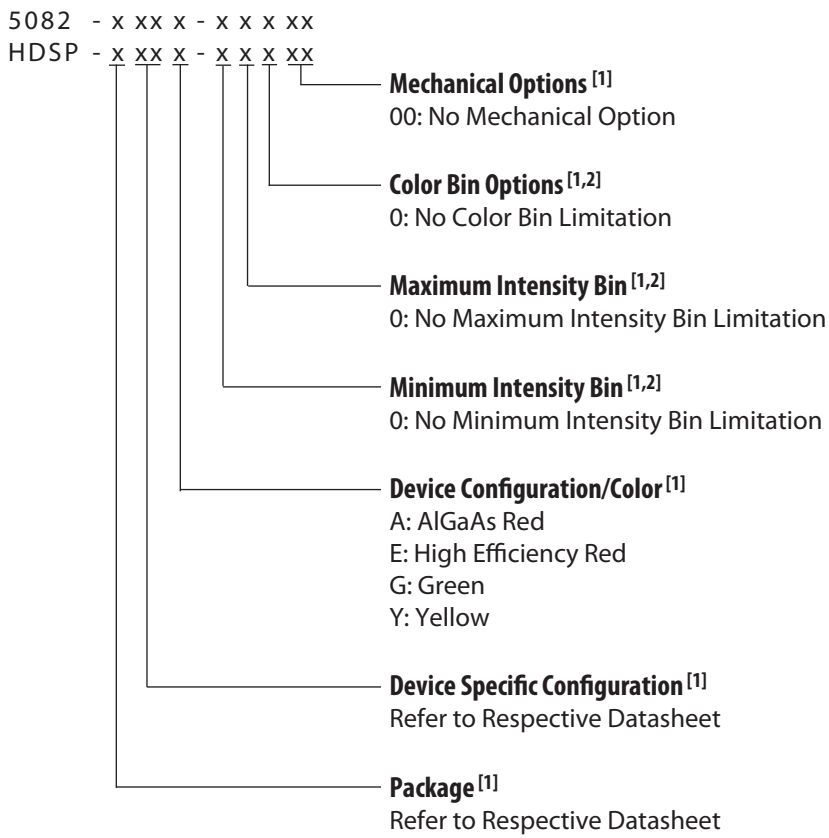 5082 - x xx x - x x x xx
HDSP - x xx x - x x x xx
Mechanical Options [1]
00: No Mechanical Option
Color Bin Options [1,2]
0: No Color Bin Limitation
Maximum Intensity Bin [1,2]
0: No Maximum Intensity Bin Limitation
Minimum Intensity Bin [1,2]
0: No Minimum Intensity Bin Limitation
Device Configuration/Color [1]
A: AlGaAs Red
E: High Efficiency Red
G: Green
Y: Yellow
Device Specific Configuration [1]
Refer to Respective Datasheet
Package [1]
Refer to Respective Datasheet